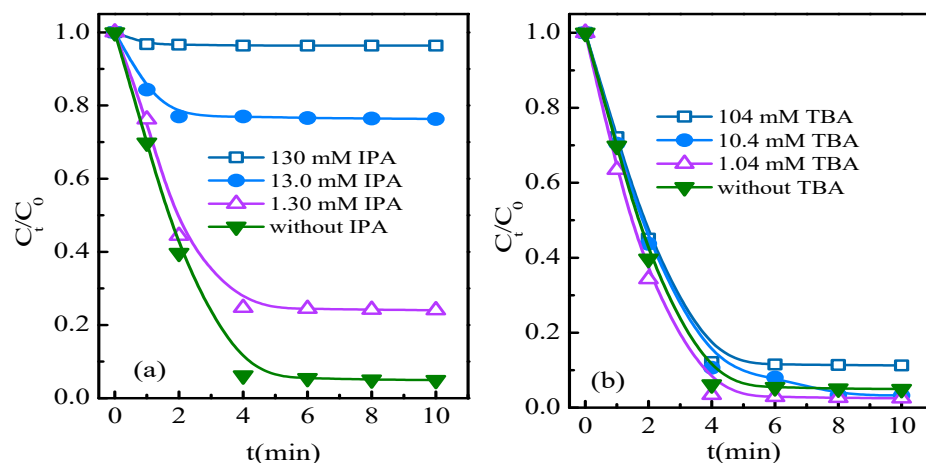 1.0
0.8
0.6
0.4
0.2
0.0
C_t/C_0
130 mM IPA
13.0 mM IPA
1.30 mM IPA
without IPA
(a)
0 2 4 6 8 10
t(min)
1.0
0.8
0.6
0.4
0.2
0.0
C_t/C_0
104 mM TBA
10.4 mM TBA
1.04 mM TBA
without TBA
(b)
0 2 4 6 8 10
t(min)